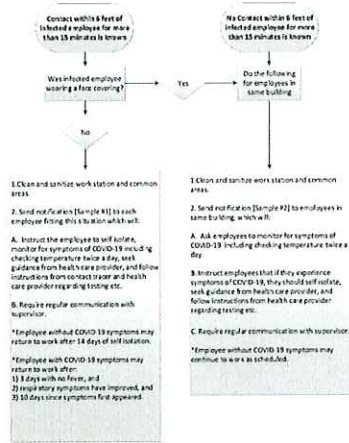 Contact within 6 feet of
infected employee for more
than 15 minutes is known
No Contact within 6 feet of
infected employee for more
than 15 minutes is known
Was infected employee
wearing a face covering?
Yes
Do the following
for employees in
same building
No
1.Clean and sanitize work station and common
areas.
2. Send notification [Sample #1] to each
employee fitting this situation which will:
A. Instruct the employee to self isolate,
monitor for symptoms of COVID-19 including
checking temperature twice a day, seek
guidance from health care provider, and follow
instructions from contact tracer and health
care provider regarding testing etc.
B. Require regular communication with
supervisor.
*Employee without COVID-19 symptoms may
return to work after 14 days of self isolation.
*Employee with COVID-19 symptoms may
return to work after:
1) 3 days with no fever, and
2) respiratory symptoms have improved, and
3) 10 days since symptoms first appeared.
1.Clean and sanitize work station and common
areas.
2. Send notification [Sample #2] to employees in
same building, which will:
A. Ask employees to monitor for symptoms of
COVID-19 including checking temperature twice a
day.
B. Instruct employees that if they experience
symptoms of COVID-19, they should self isolate,
seek guidance from health care provider, and
follow instructions from health care provider
regarding testing etc.
C. Require regular communication with supervisor.
*Employee without COVID-19 symptoms may
continue to work as scheduled.